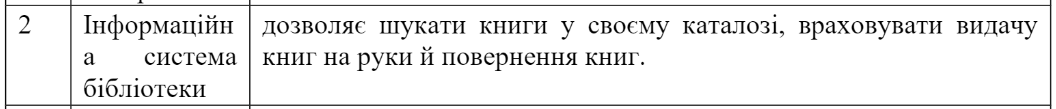 2 Інформаційн дозволяє шукати книги у своєму каталозі, враховувати видачу
а система книг на руки й повернення книг.
бібліотеки